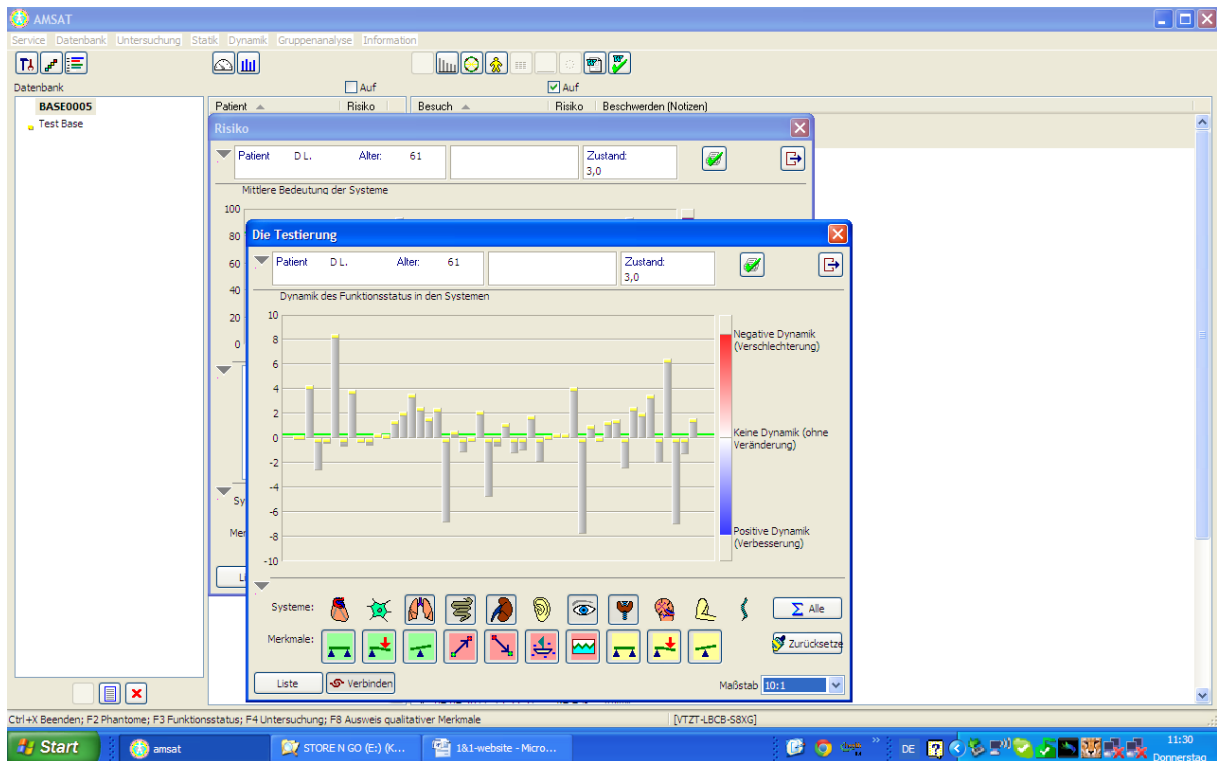 AMSAT
Service Datenbank Untersuchung Statik Dynamik Gruppenanalyse Information
Datenbank
Auf
Auf
BASE0005
Test Base
Patient Risiko
Besuch Risiko Beschwerden (Notizen)
Risiko
Patient D L. Alter: 61
Zustand:
3,0
Mittlere Bedeutung der Systeme
100
80
60
40
20
0
Die Testierung
Patient D L. Alter: 61
Zustand:
3,0
Dynamik des Funktionsstatus in den Systemen
10
8
6
4
2
0
-2
-4
-6
-8
-10
Negative Dynamik
(Verschlechterung)
Keine Dynamik (ohne
Veränderung)
Positive Dynamik
(Verbesserung)
Sy
Mer
Li
Systeme:
Σ Alle
Merkmale:
Zurücksetze
Liste
Verbinden
Maßstab 10:1
Ctrl+X Beenden; F2 Phantome; F3 Funktionsstatus; F4 Untersuchung; F8 Ausweis qualitativer Merkmale
[VTZT-LBCB-S8XG]
Start
amsat
STORE N GO (E:) (K...
1&1-website - Micro...
DE
11:30
Donnerstag